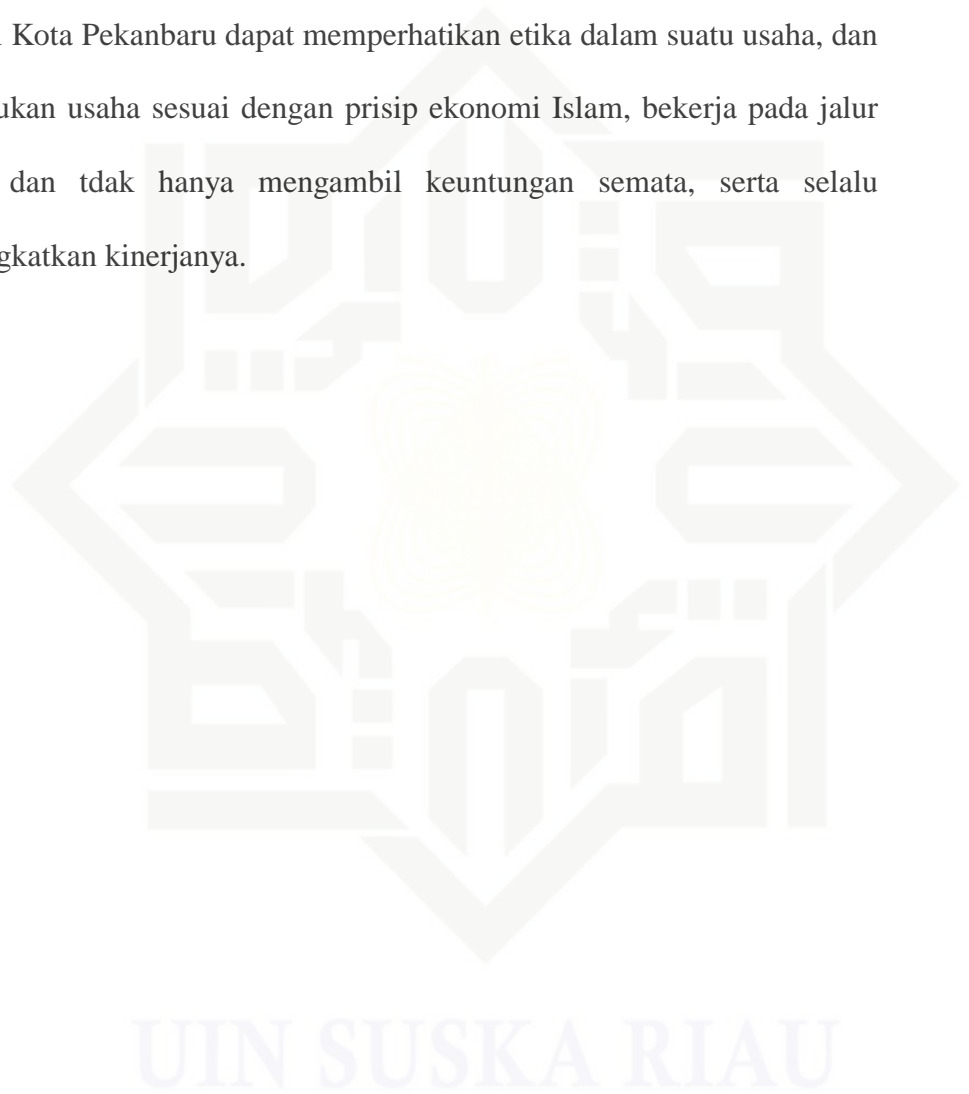 Kota Pekanbaru dapat memperhatikan etika dalam suatu usaha, dan
ukan usaha sesuai dengan prisip ekonomi Islam, bekerja pada jalur
dan tdak hanya mengambil keuntungan semata, serta selalu
gkatkan kinerjanya.
UIN SUSKA RIAU